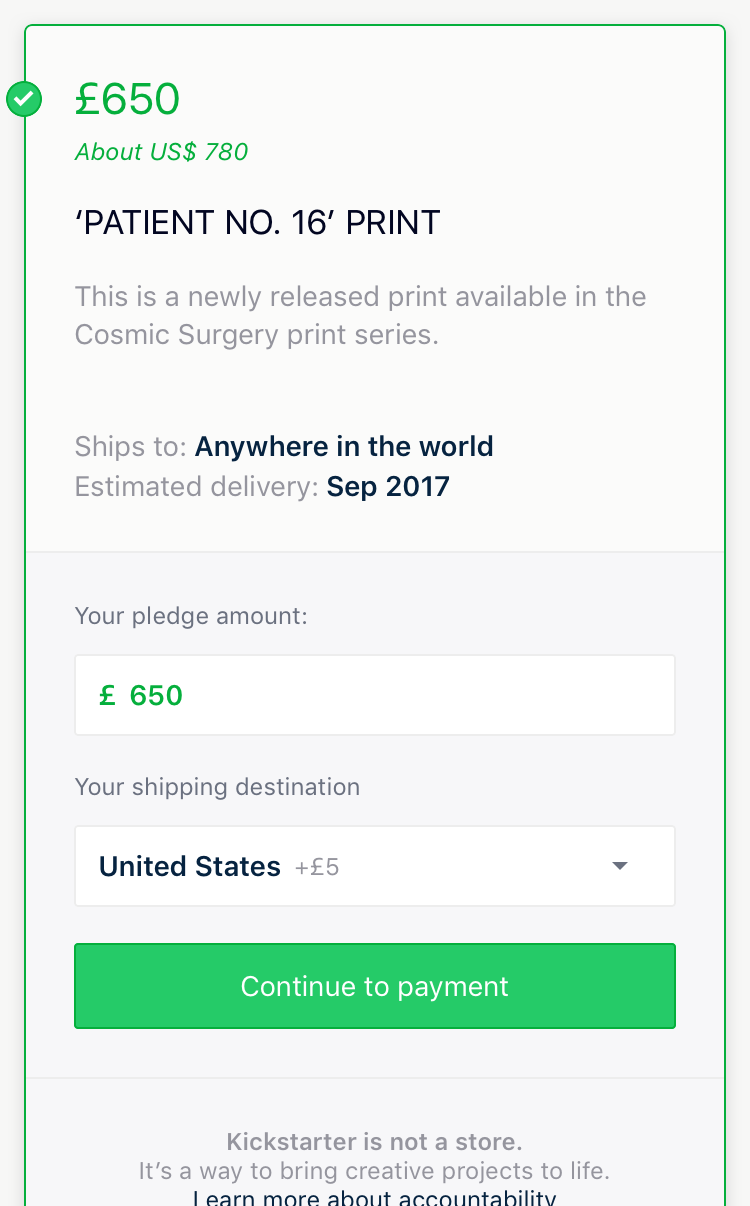 £650
About US$ 780
‘PATIENT NO. 16’ PRINT
This is a newly released print available in the
Cosmic Surgery print series.
Ships to: Anywhere in the world
Estimated delivery: Sep 2017
Your pledge amount:
£ 650
Your shipping destination
United States +£5
Continue to payment
Kickstarter is not a store.
It’s a way to bring creative projects to life.
Learn more about accountability